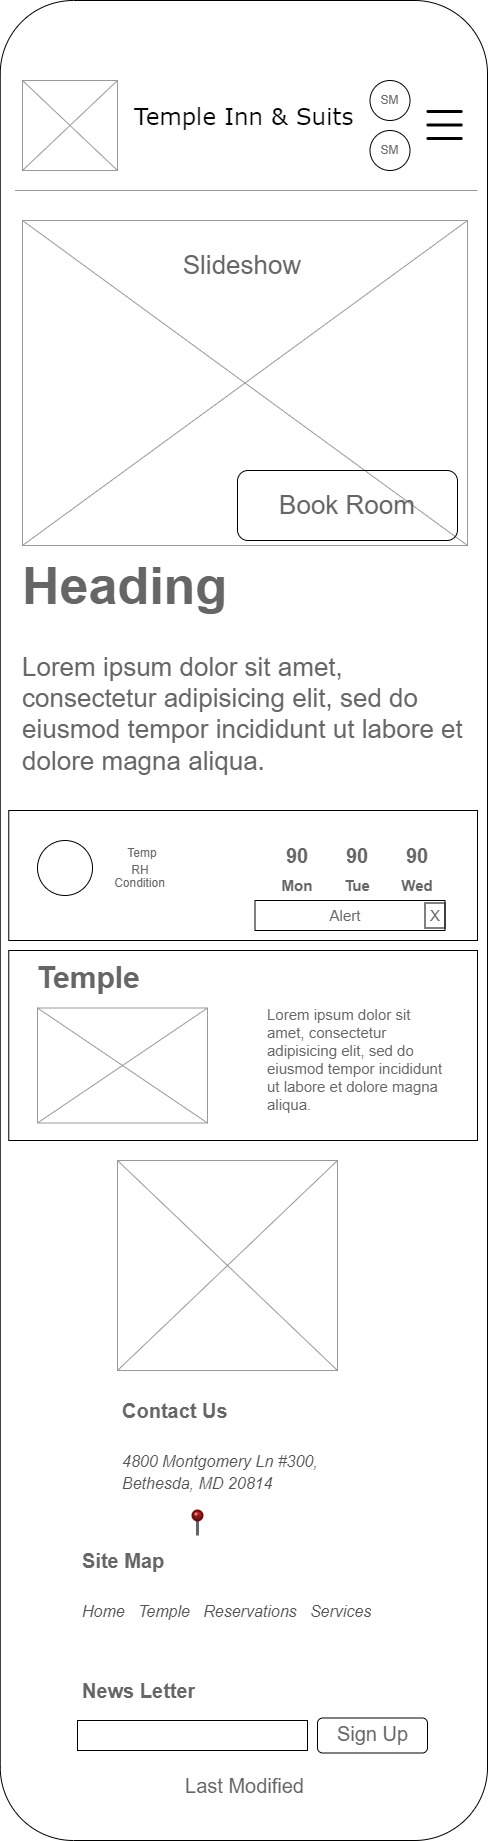 Temple Inn & Suits
SM
SM
Slideshow
Book Room
Heading
Lorem ipsum dolor sit amet,
consectetur adipisicing elit, sed do
eiusmod tempor incididunt ut labore et
dolore magna aliqua.
Temp
RH
Condition
90 90 90
Mon Tue Wed
Alert X
Temple
Lorem ipsum dolor sit
amet, consectetur
adipisicing elit, sed do
eiusmod tempor incididunt
ut labore et dolore magna
aliqua.
Contact Us
4800 Montgomery Ln #300,
Bethesda, MD 20814
Site Map
Home Temple Reservations Services
News Letter
Sign Up
Last Modified